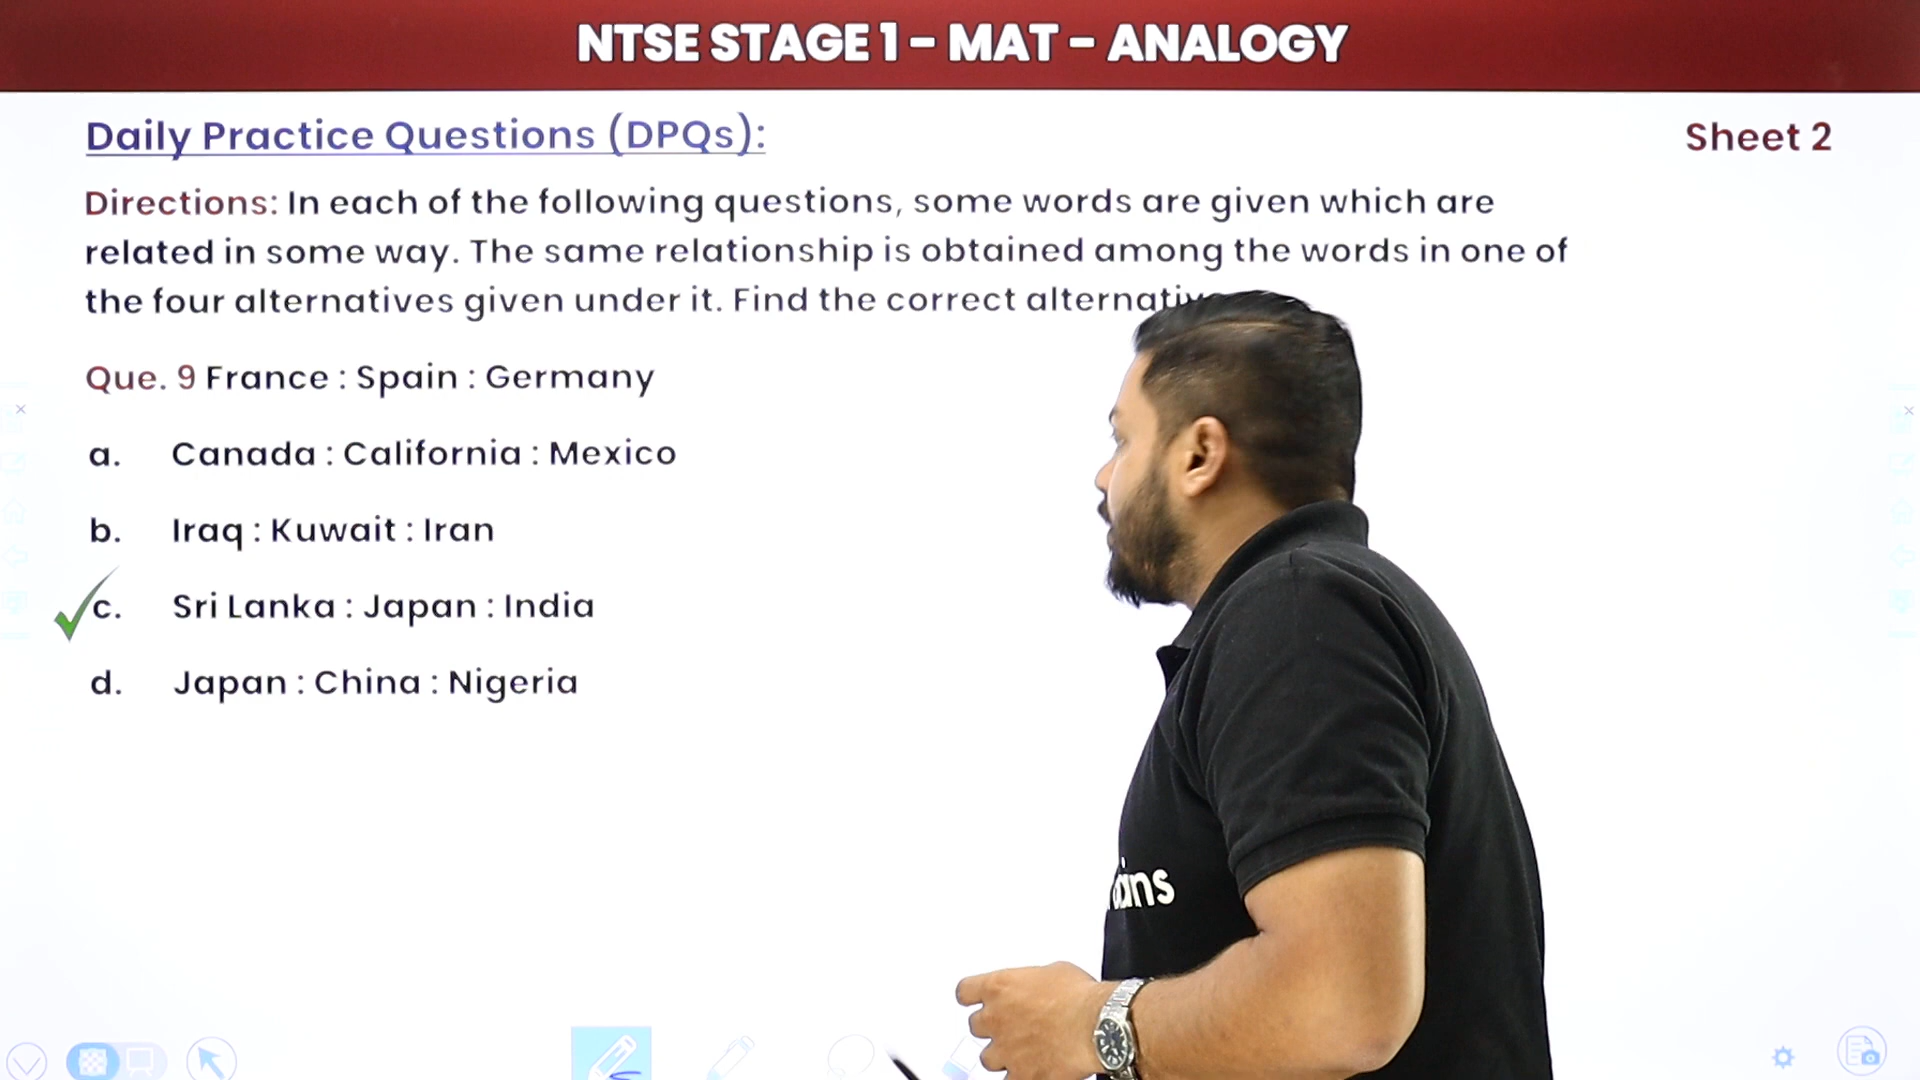 NTSE STAGE 1 - MAT - ANALOGY
Daily Practice Questions (DPQs):
Sheet 2
Directions: In each of the following questions, some words are given which are
related in some way. The same relationship is obtained among the words in one of
the four alternatives given under it. Find the correct
Que. 9 France : Spain : Germany
a. Canada : California : Mexico
b. Iraq : Kuwait : Iran
c. Sri Lanka : Japan : India
d. Japan : China : Nigeria